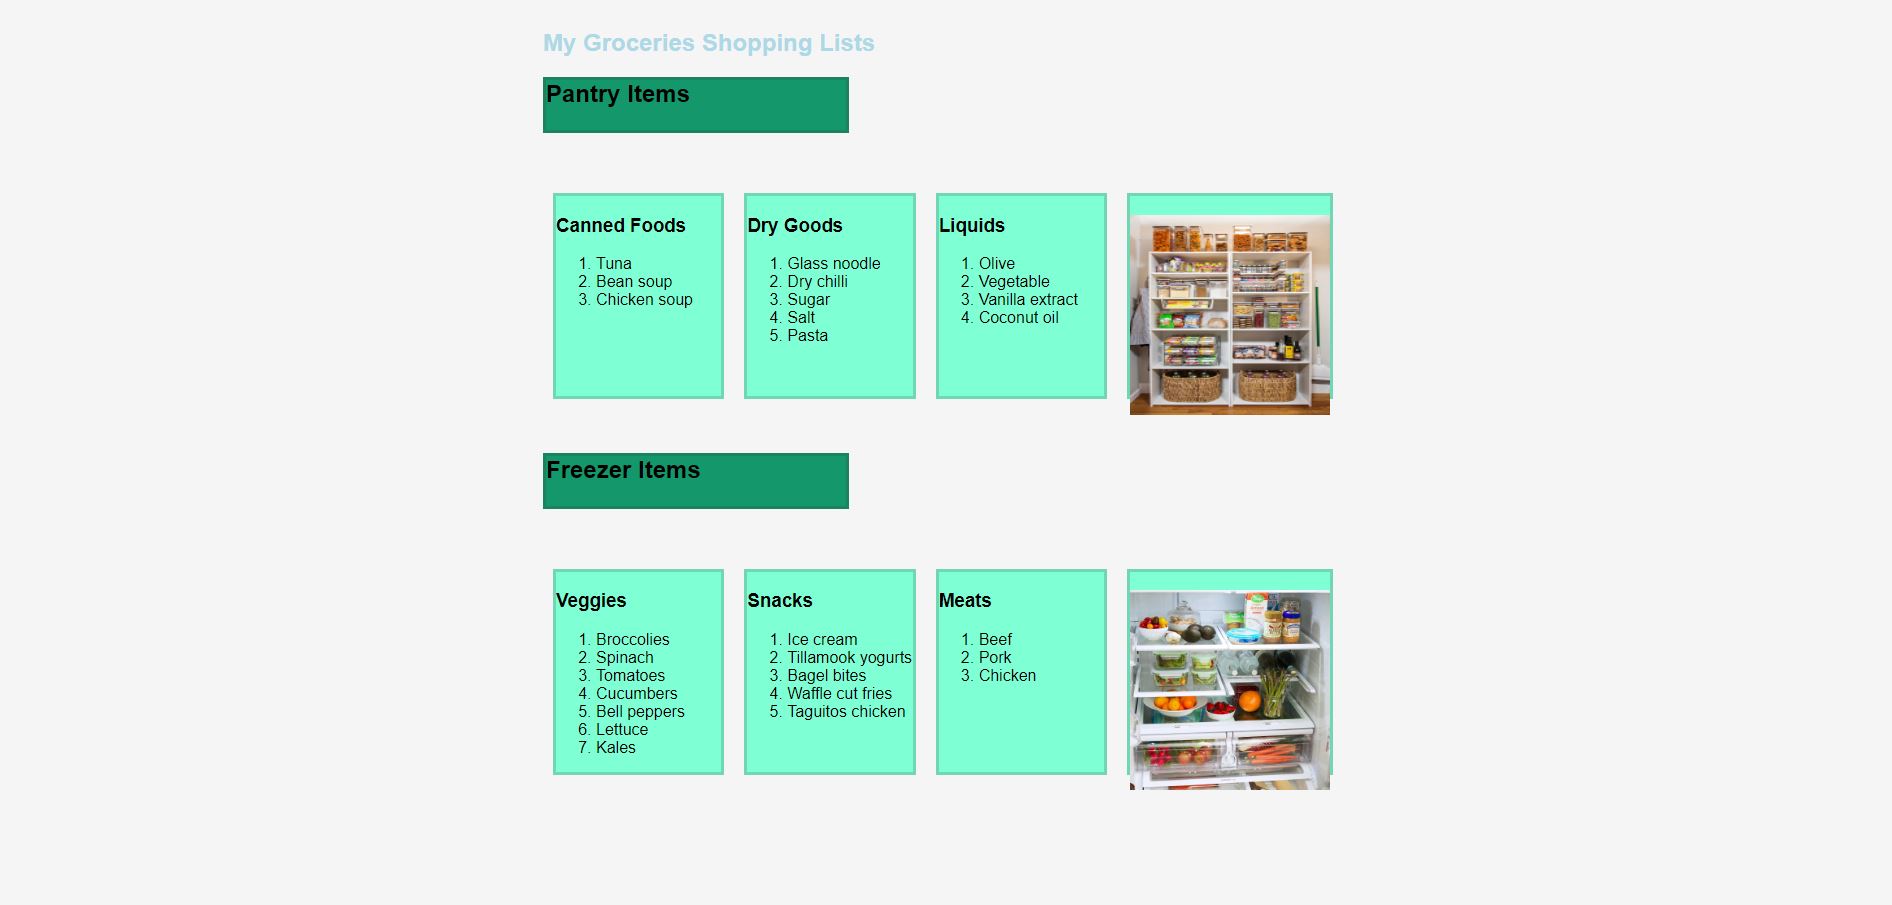 My Groceries Shopping Lists
Pantry Items
Canned Foods
1. Tuna
2. Bean soup
3. Chicken soup
Dry Goods
1. Glass noodle
2. Dry chilli
3. Sugar
4. Salt
5. Pasta
Liquids
1. Olive
2. Vegetable
3. Vanilla extract
4. Coconut oil
Freezer Items
Veggies
1. Broccolies
2. Spinach
3. Tomatoes
4. Cucumbers
5. Bell peppers
6. Lettuce
7. Kales
Snacks
1. Ice cream
2. Tillamook yogurts
3. Bagel bites
4. Waffle cut fries
5. Taguitos chicken
Meats
1. Beef
2. Pork
3. Chicken